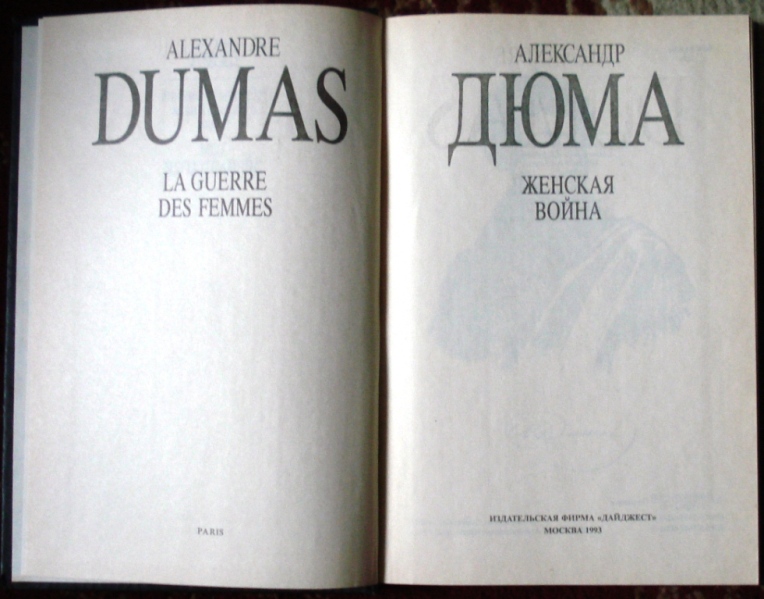 ALEXANDRE
DUMAS
LA GUERRE
DES FEMMES
PARIS
АЛЕКСАНДР
ДЮМА
ЖЕНСКАЯ
ВОЙНА
ИЗДАТЕЛЬСКАЯ ФИРМА «ДАЙДЖЕСТ»
МОСКВА 1993